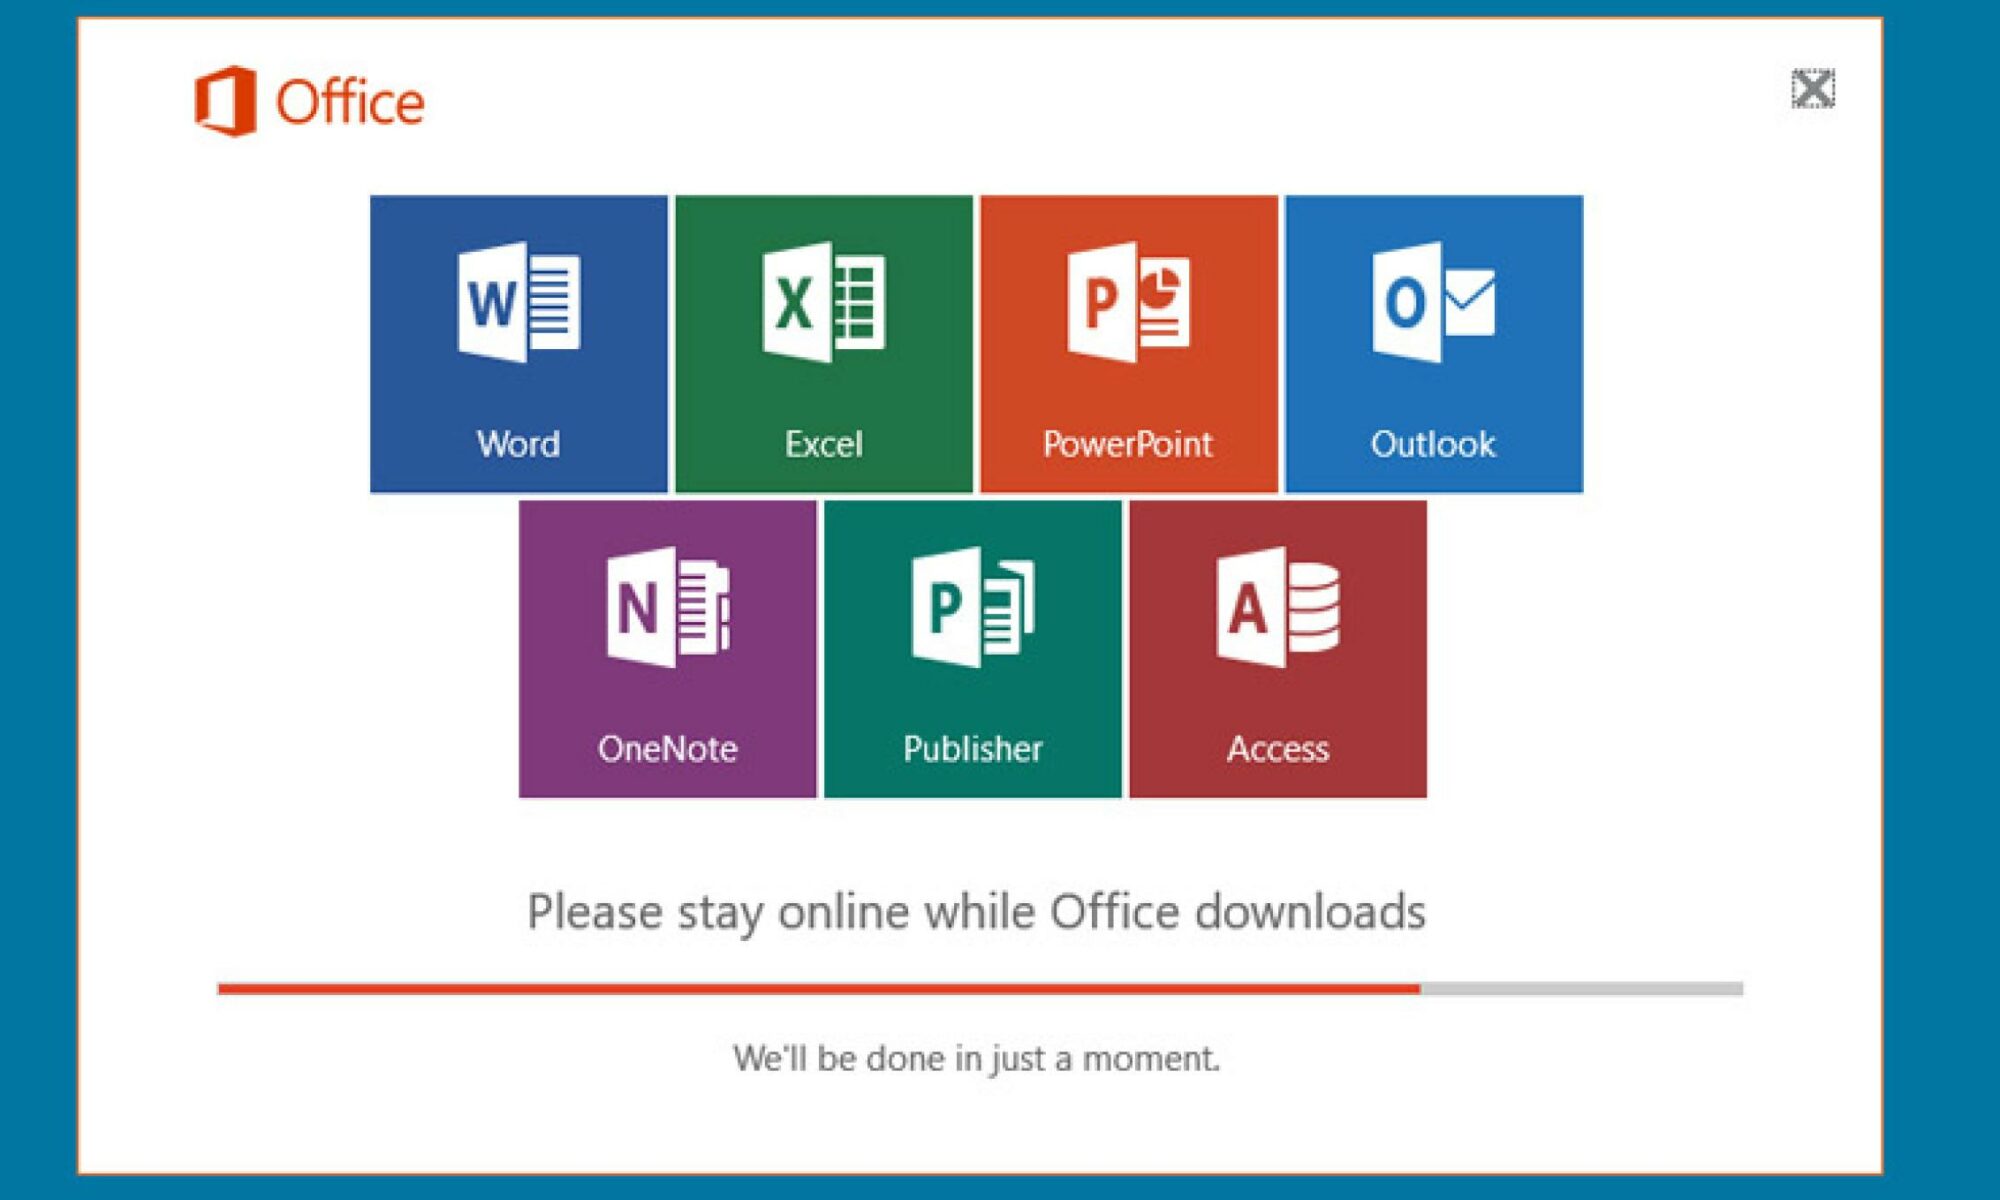 Office
W X P O
Word Excel PowerPoint Outlook
N P A
OneNote Publisher Access
Please stay online while Office downloads
We'll be done in just a moment.